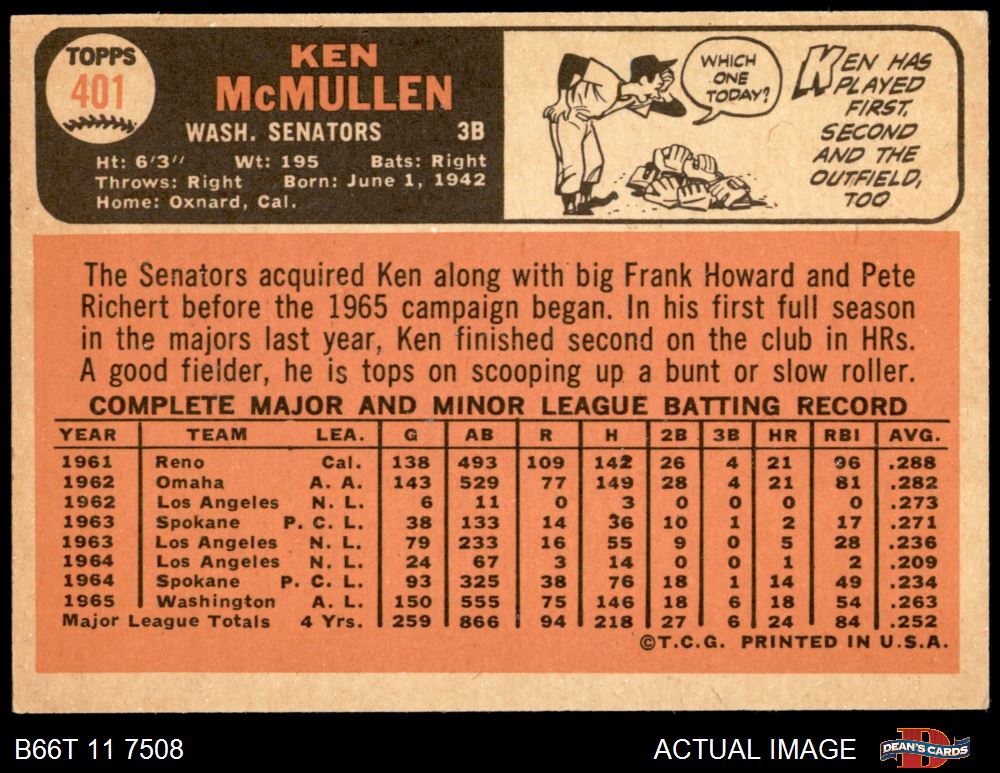 TOPPS
401
KEN
McMULLEN
WASH. SENATORS 3B
Ht: 6'3" Wt: 195 Bats: Right
Throws: Right Born: June 1, 1942
Home: Oxnard, Cal.
WHICH
ONE
TODAY?
KEN HAS
PLAYED
FIRST,
SECOND
AND THE
OUTFIELD,
TOO
The Senators acquired Ken along with big Frank Howard and Pete
Richert before the 1965 campaign began. In his first full season
in the majors last year, Ken finished second on the club in HRs.
A good fielder, he is tops on scooping up a bunt or slow roller.
COMPLETE MAJOR AND MINOR LEAGUE BATTING RECORD
YEAR TEAM LEA. G AB R H 2B 3B HR RBI AVG.
1961 Reno Cal. 138 493 109 142 26 4 21 96 .288
1962 Omaha A. A. 143 529 77 149 28 4 21 81 .282
1962 Los Angeles N. L. 6 11 0 3 0 0 0 0 .273
1963 Spokane P. C. L. 38 133 14 36 10 1 2 17 .271
1963 Los Angeles N. L. 79 233 16 55 9 0 5 28 .236
1964 Los Angeles N. L. 24 67 3 14 0 0 1 2 .209
1964 Spokane P. C. L. 93 325 38 76 18 1 14 49 .234
1965 Washington A. L. 150 555 75 146 18 6 18 54 .263
Major League Totals 4 Yrs. 259 866 94 218 27 6 24 84 .252
©T.C.G. PRINTED IN U.S.A.
B66T 11 7508 ACTUAL IMAGE DEAN'S CARDS